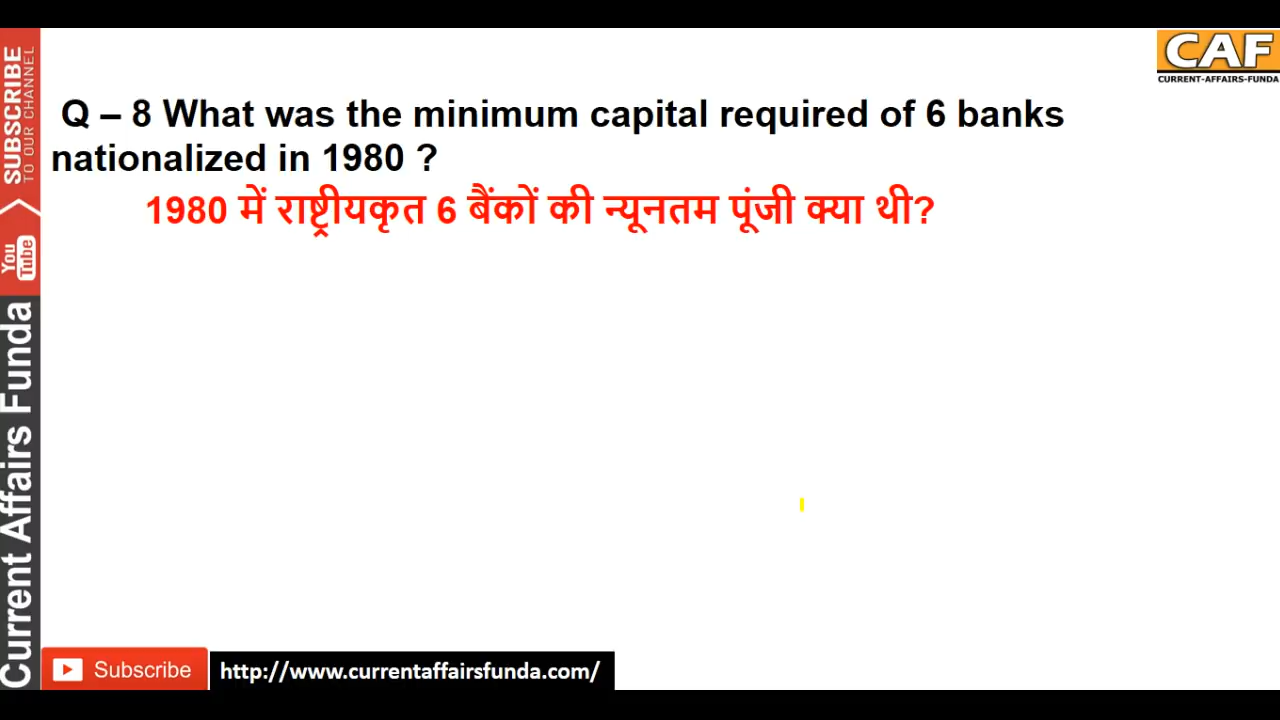 Q – 8 What was the minimum capital required of 6 banks
nationalized in 1980 ?
1980 में राष्ट्रीयकृत 6 बैंकों की न्यूनतम पूंजी क्या थी?
CAF
CURRENT-AFFAIRS-FUNDA
SUBSCRIBE
TO OUR CHANNEL
You
Tube
Current Affairs Funda
Subscribe
http://www.currentaffairsfunda.com/